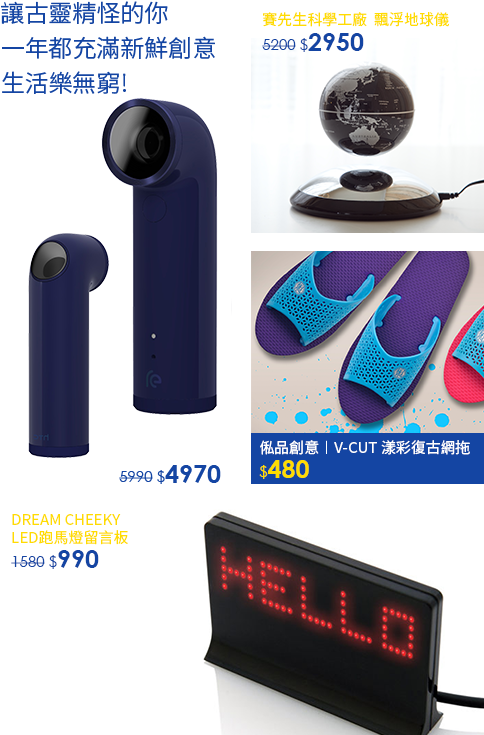 讓古靈精怪的你
一年都充滿新鮮創意
生活樂無窮!
5990 $4970
賽先生科學工廠 飄浮地球儀
5200 $2950
俬品創意｜V-CUT 漾彩復古網拖
$480
DREAM CHEEKY
LED跑馬燈留言板
1580 $990
HELLO